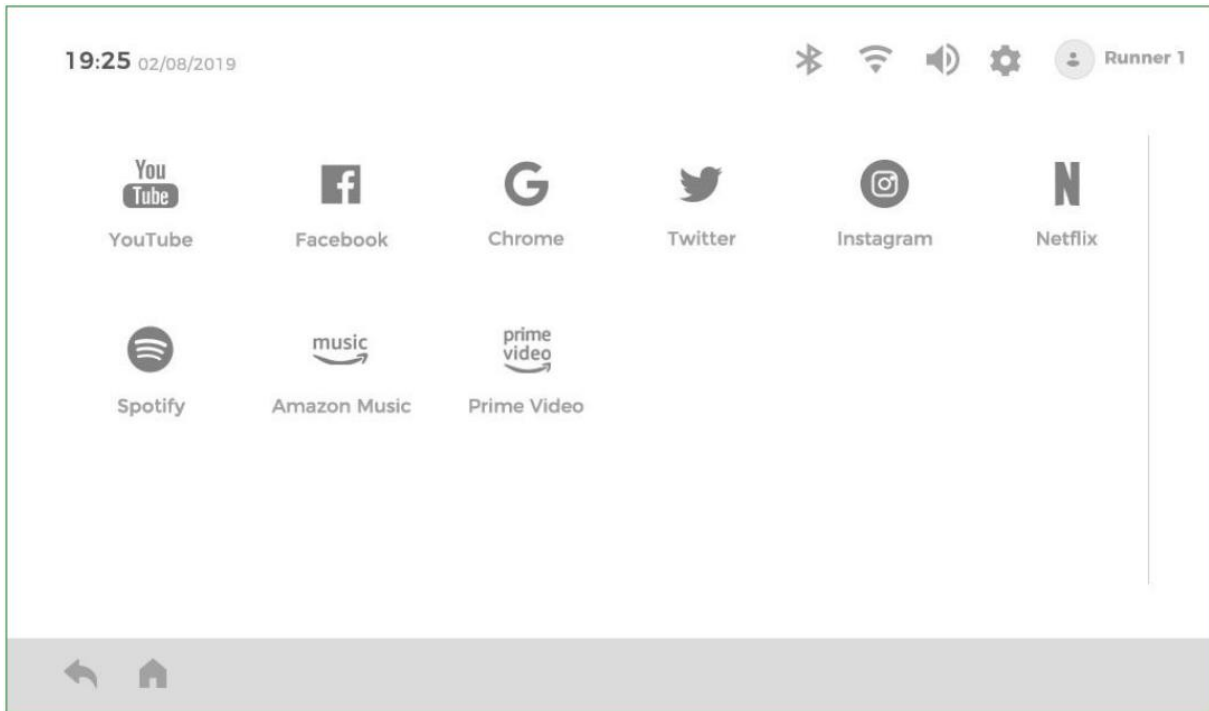 19:25 02/08/2019
Runner 1
You
Tube
YouTube
Facebook
Chrome
Twitter
Instagram
Netflix
music
prime
video
Spotify
Amazon Music
Prime Video